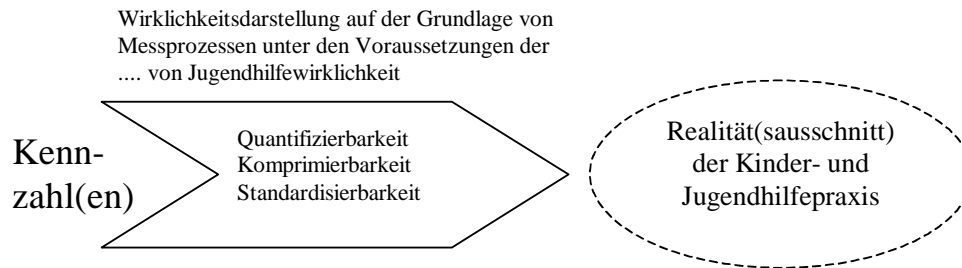 Wirklichkeitsdarstellung auf der Grundlage von
Messprozessen unter den Voraussetzungen der
.... von Jugendhilfewirklichkeit
Kenn-
zahl(en)
Quantifizierbarkeit
Komprimierbarkeit
Standardisierbarkeit
Realität(sausschnitt)
der Kinder- und
Jugendhilfepraxis